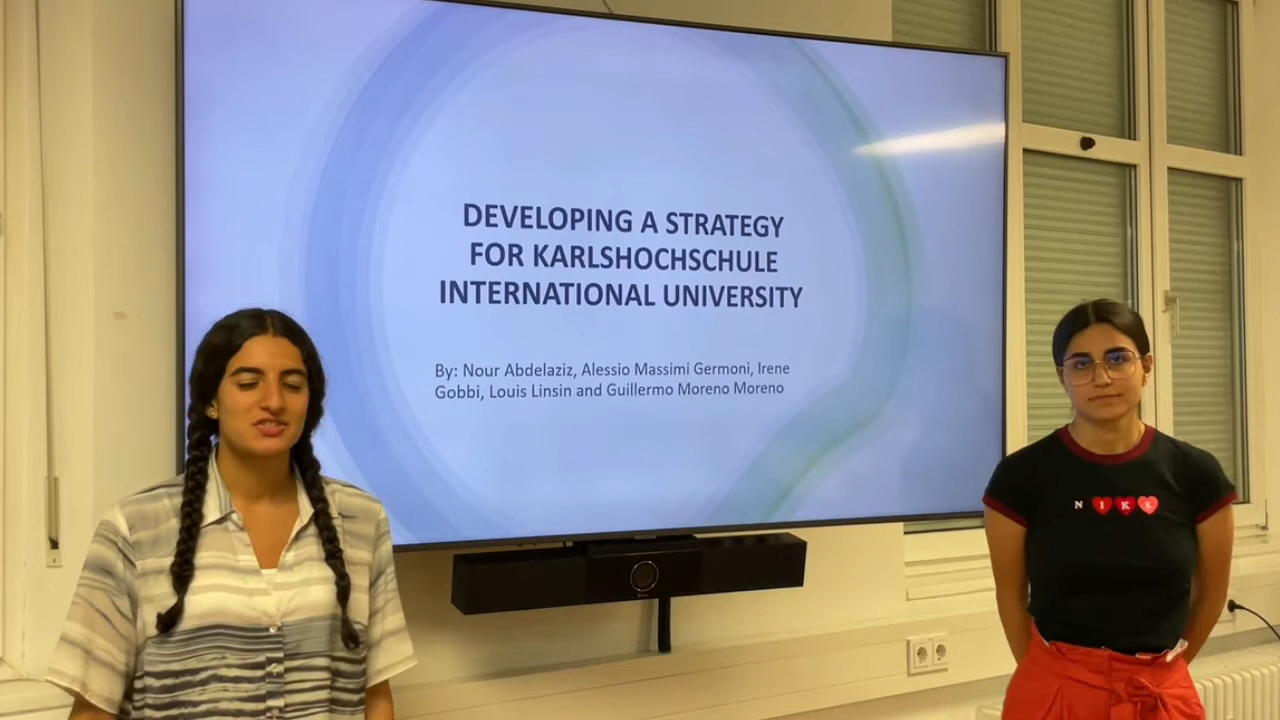 DEVELOPING A STRATEGY
FOR KARLSHOCHSCHULE
INTERNATIONAL UNIVERSITY
By: Nour Abdelaziz, Alessio Massimi Germoni, Irene
Gobbi, Louis Linsin and Guillermo Moreno Moreno
NIKE